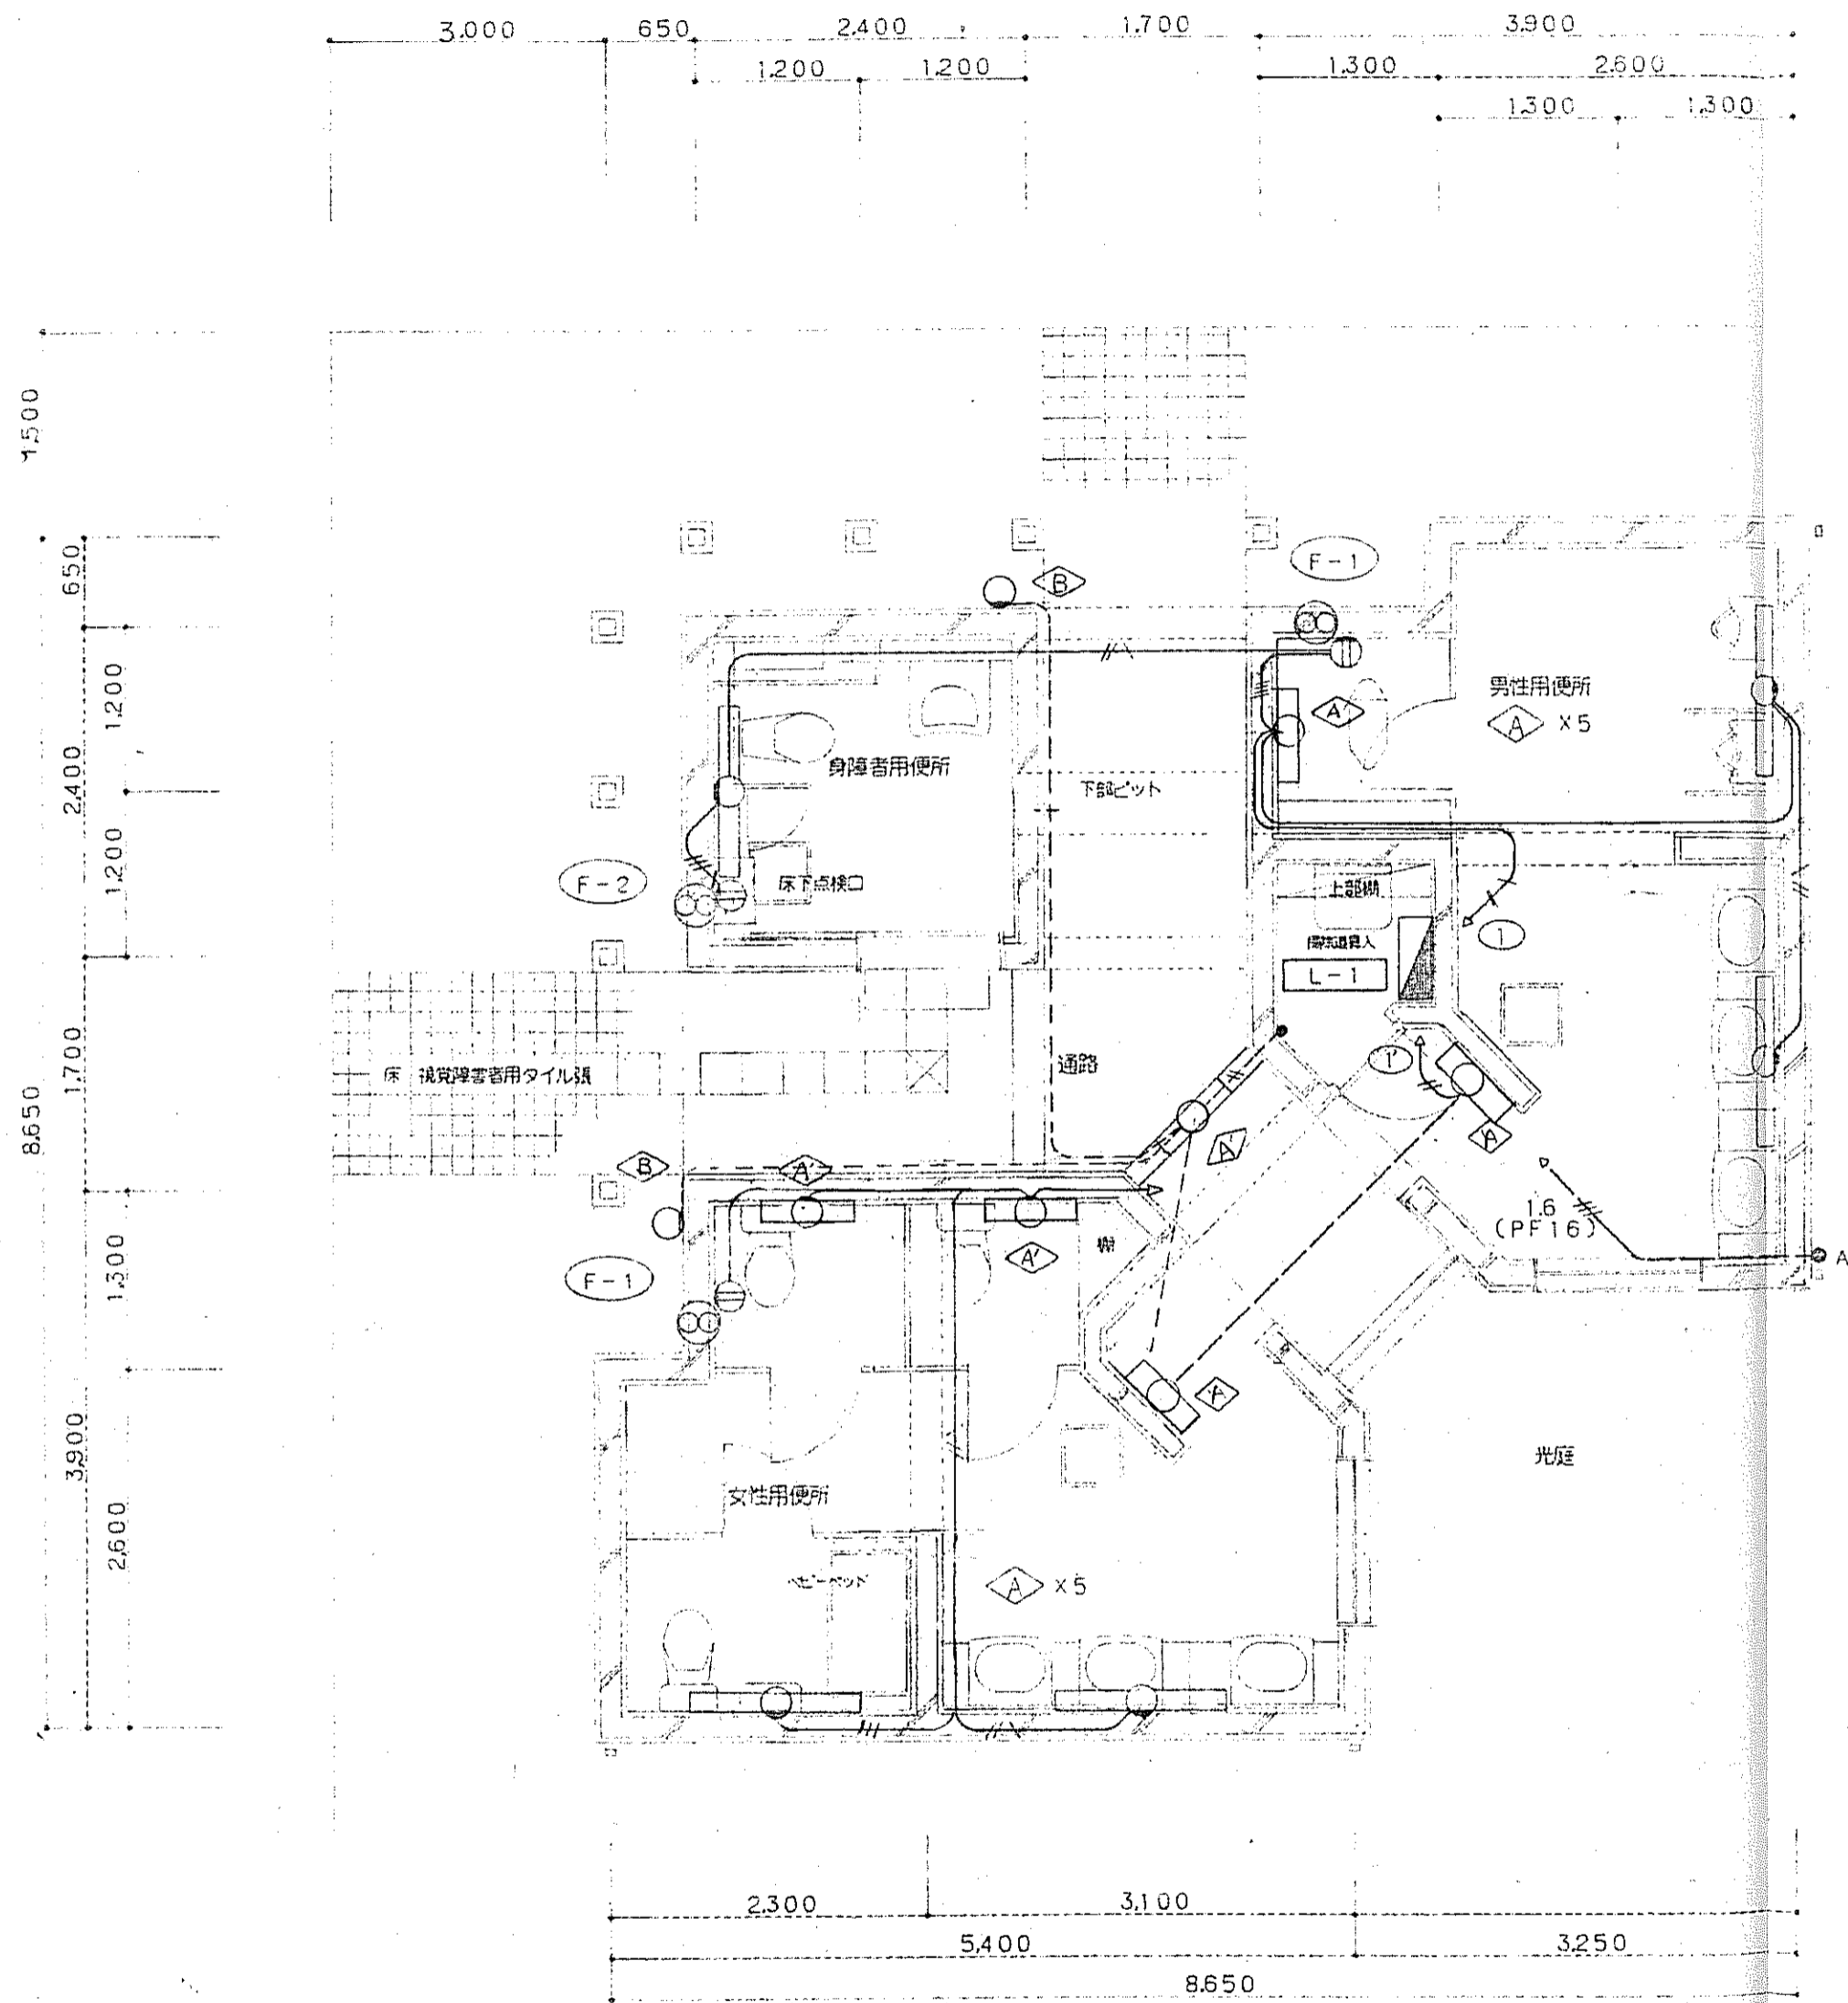 3,000 650 2,400 1,700 3,900
1,200 1,200 1,300 2,600
1,300 1,300
650
1,200
2,400
1,200
1,700
8,650
1,300
3,900
2,600
B
F-1
A'
男性用便所
A ×5
身障者用便所
下部ピット
F-2
床下点検口
上部棚
1
L-1
通路
1'
床 視覚障害者用タイル張
A
A'
B
A'
1.6
(PF16)
A
A'
棚
F-1
A
光庭
女性用便所
ベビーベッド
A ×5
2,300 3,100
5,400 3,250
8,650